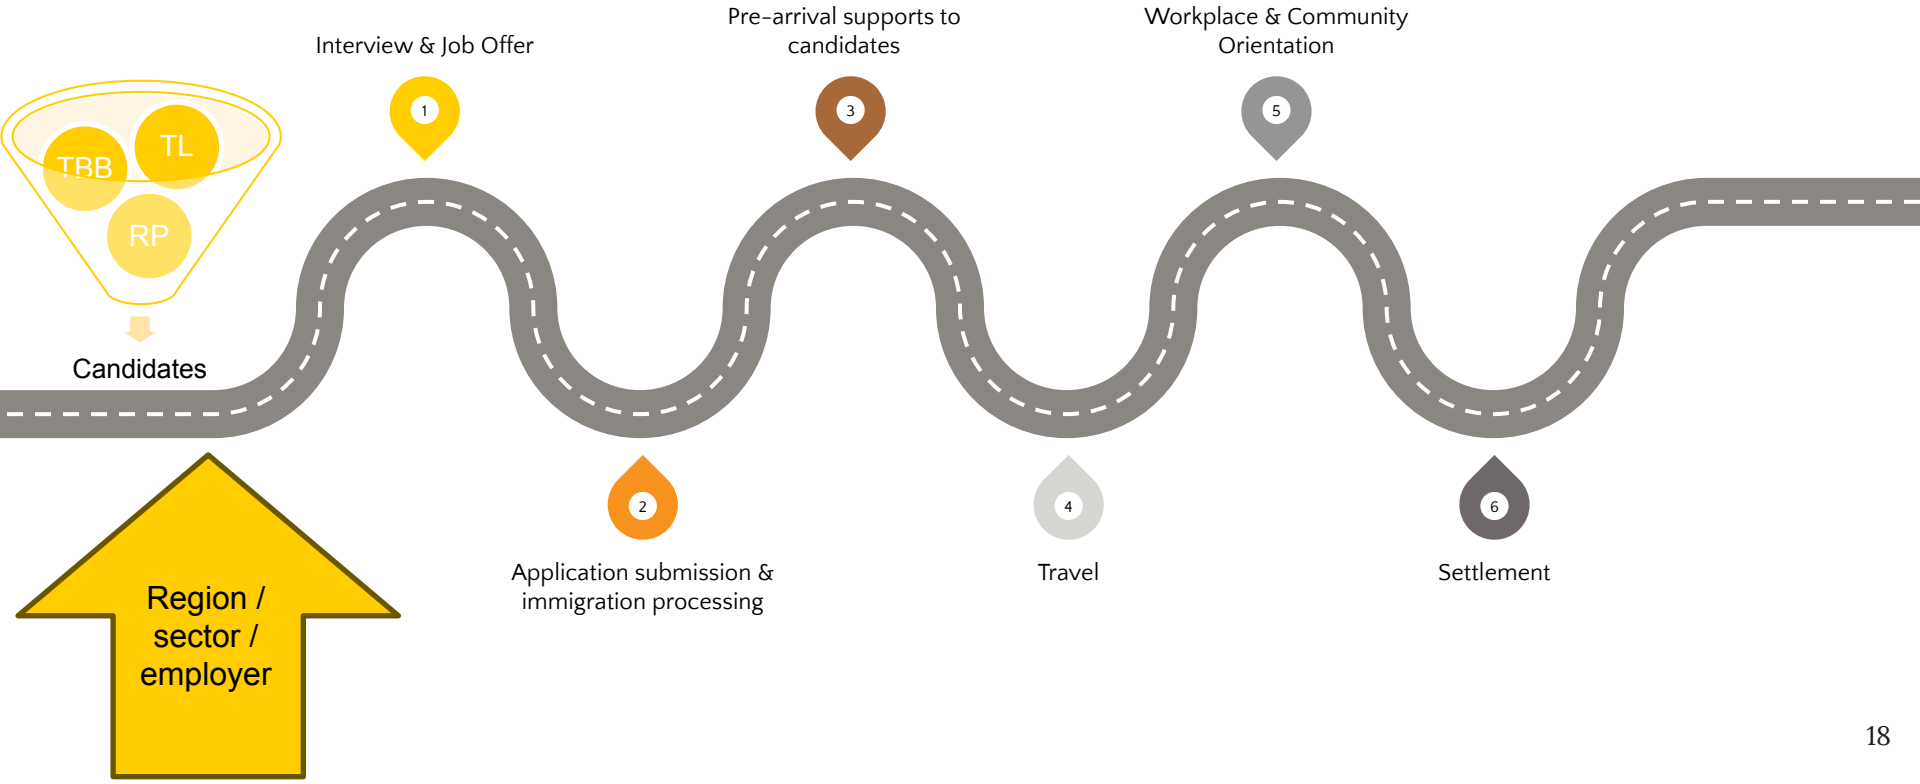 Interview & Job Offer
Pre-arrival supports to
candidates
Workplace & Community
Orientation
1
3
5
TL
TBB
RP
Candidates
2
4
6
Application submission &
immigration processing
Travel
Settlement
Region /
sector /
employer
18